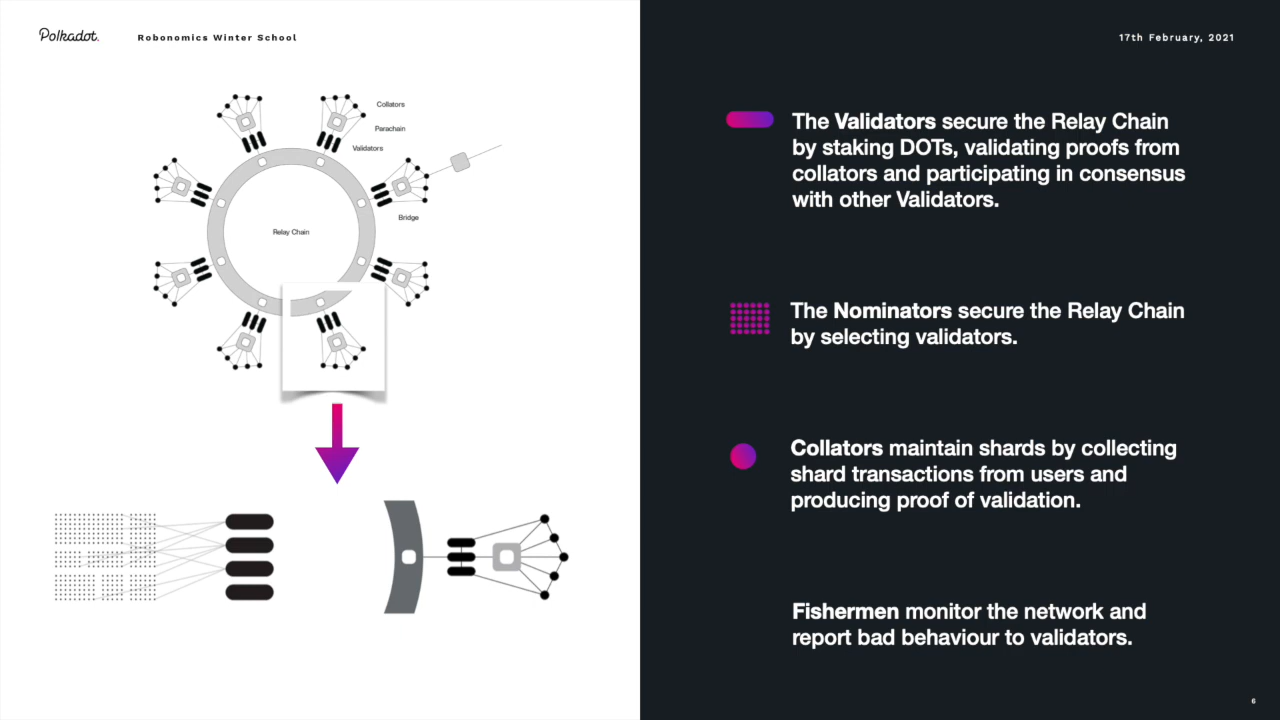 Polkadot.
Robonomics Winter School
17th February, 2021
Collators
Parachain
Validators
Bridge
Relay Chain
The Validators secure the Relay Chain
by staking DOTs, validating proofs from
collators and participating in consensus
with other Validators.
The Nominators secure the Relay Chain
by selecting validators.
Collators maintain shards by collecting
shard transactions from users and
producing proof of validation.
Fishermen monitor the network and
report bad behaviour to validators.
6